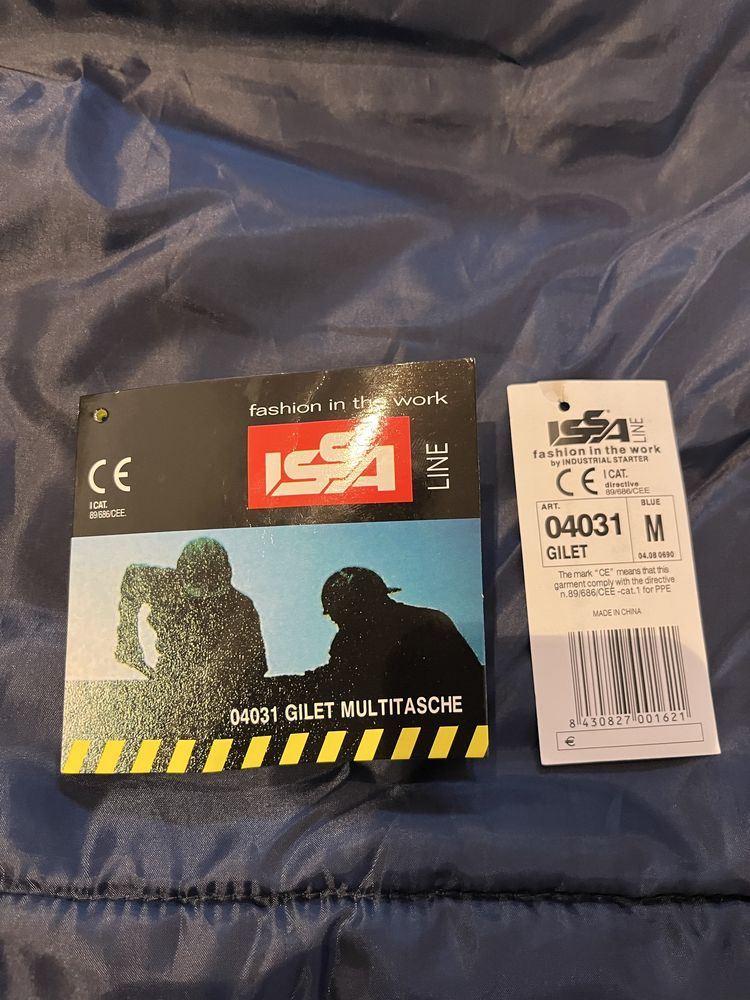 fashion in the work
ISSA
LINE
CE
I CAT.
89/686/CEE.
04031 GILET MULTITASCHE
ISSA
LINE
fashion in the work
by INDUSTRIAL STARTER
CE
I CAT.
directive
89/686/CEE
ART.
04031
GILET
BLUE
M
04.08 0690
The mark "CE" means that this
garment comply with the directive
n.89/686/CEE -cat.1 for PPE
MADE IN CHINA
8 430827 001621
€